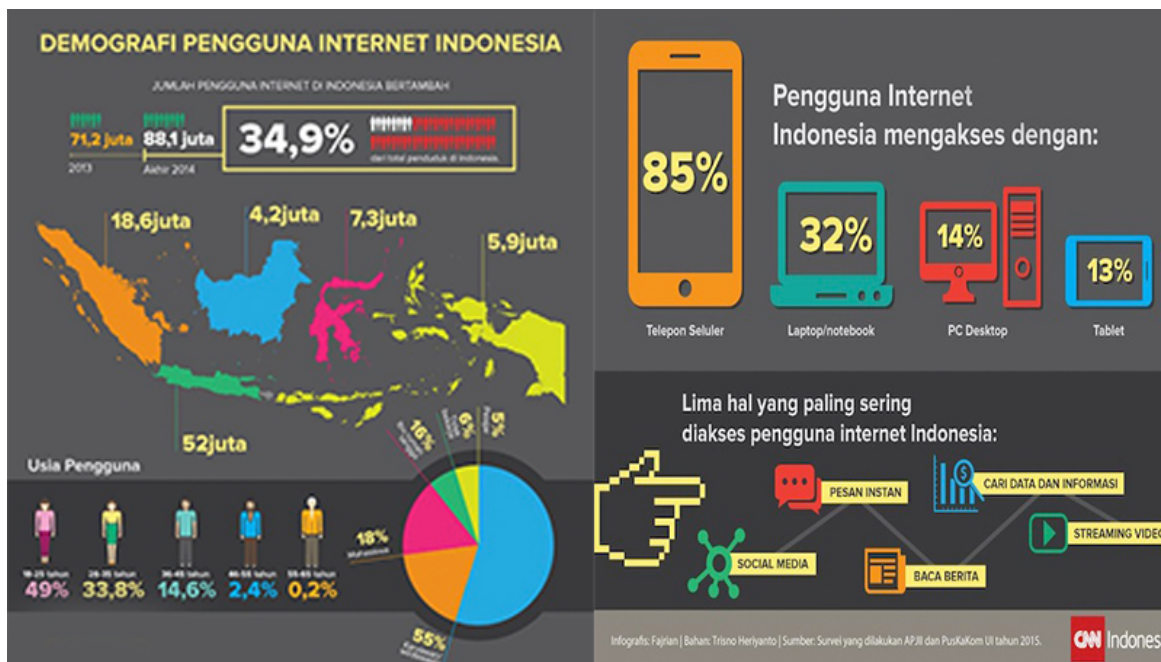 DEMOGRAFI PENGGUNA INTERNET INDONESIA
JUMLAH PENGGUNA INTERNET DI INDONESIA BERTAMBAH
71,2 juta
88,1 juta
34,9%
dari total penduduk di Indonesia.
2013
Akhir 2014
18,6juta
4,2juta
7,3juta
5,9juta
52juta
Usia Pengguna
18-25 tahun
49%
26-35 tahun
33,8%
36-45 tahun
14,6%
46-55 tahun
2,4%
55-65 tahun
0,2%
16%
6%
5%
18%
Mahasiswa
55%
Pengguna Internet
Indonesia mengakses dengan:
85%
32%
14%
13%
Telepon Seluler
Laptop/notebook
PC Desktop
Tablet
Lima hal yang paling sering
diakses pengguna internet Indonesia:
PESAN INSTAN
CARI DATA DAN INFORMASI
STREAMING VIDEO
SOCIAL MEDIA
BACA BERITA
Infografis: Fajrian | Bahan: Trisno Heriyanto | Sumber: Survei yang dilakukan APJII dan PusKaKom UI tahun 2015.
CNN Indones